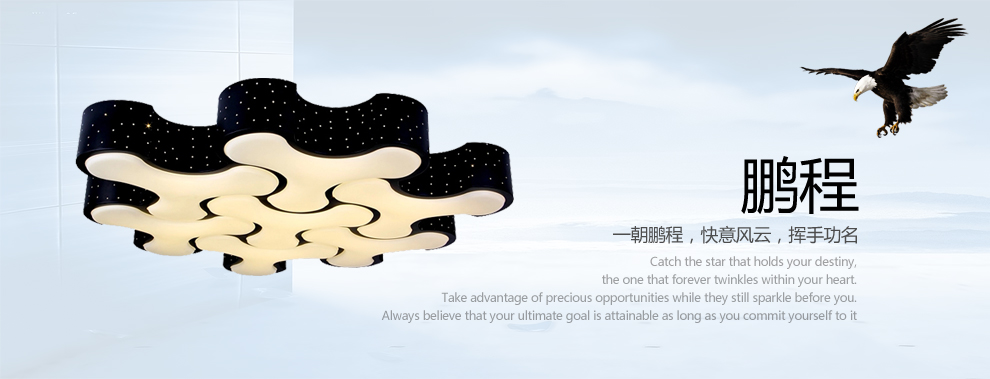 鹏程
一朝鹏程，快意风云，挥手功名
Catch the star that holds your destiny,
the one that forever twinkles within your heart.
Take advantage of precious opportunities while they still sparkle before you.
Always believe that your ultimate goal is attainable as long as you commit yourself to it